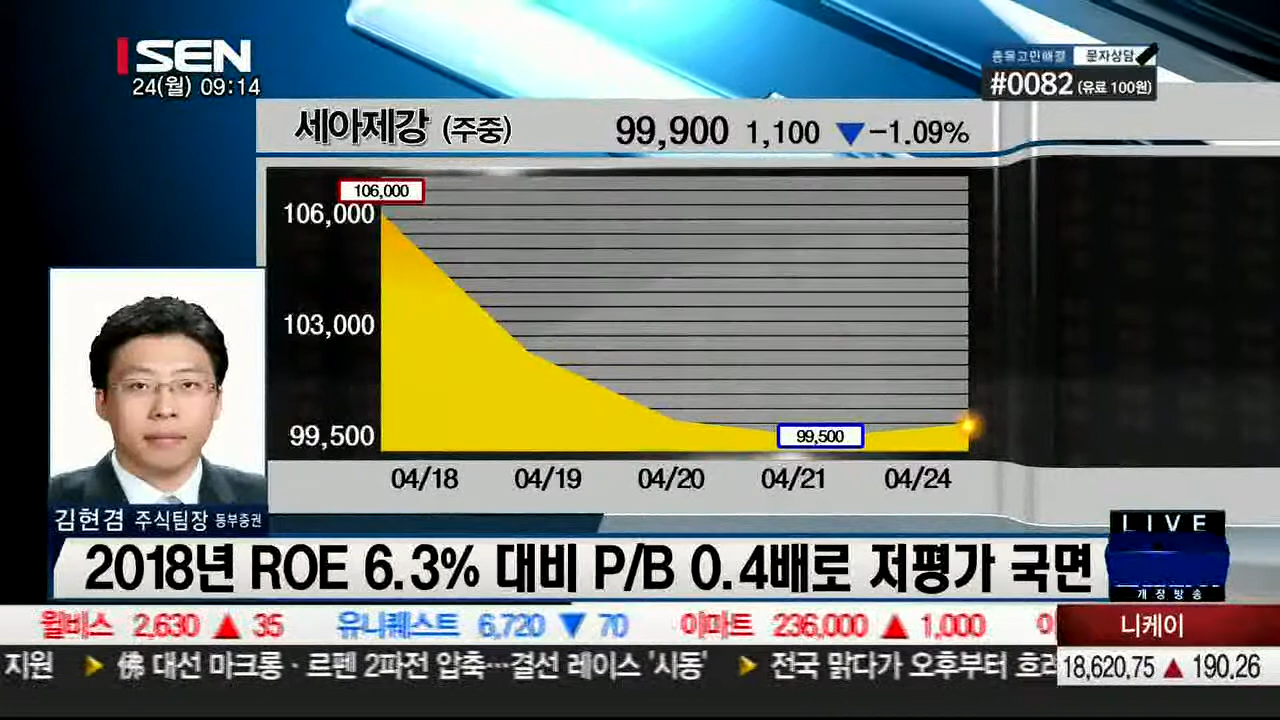 SEN
24(월) 09:14
종목고민해결 문자상담
#0082 (유료 100원)
세아제강 (주중) 99,900 1,100 ▼ -1.09%
106,000
106,000
103,000
99,500
99,500
04/18 04/19 04/20 04/21 04/24
김현겸 주식팀장 동부증권
LIVE
2018년 ROE 6.3% 대비 P/B 0.4배로 저평가 국면
개장방송
윌비스 2,630 ▲ 35 유니퀘스트 6,720 ▼ 70 이마트 236,000 ▲ 1,000
니케이
지원 ▶ 佛 대선 마크롱·르펜 2파전 압축…결선 레이스 '시동' ▶ 전국 맑다가 오후부터
18,620.75 ▲ 190.26